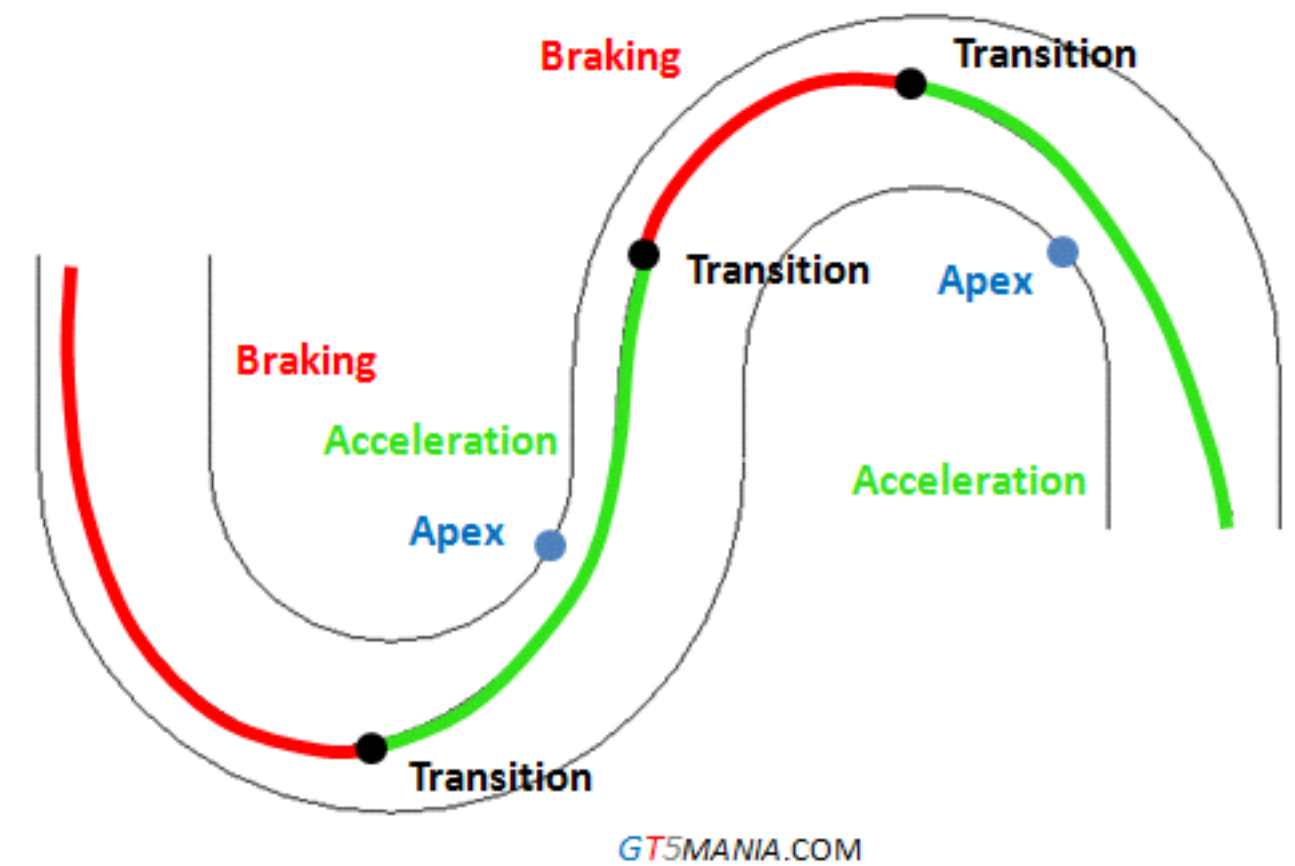 Braking
Transition
Transition
Apex
Braking
Acceleration
Acceleration
Apex
Transition
GT5MANIA.COM